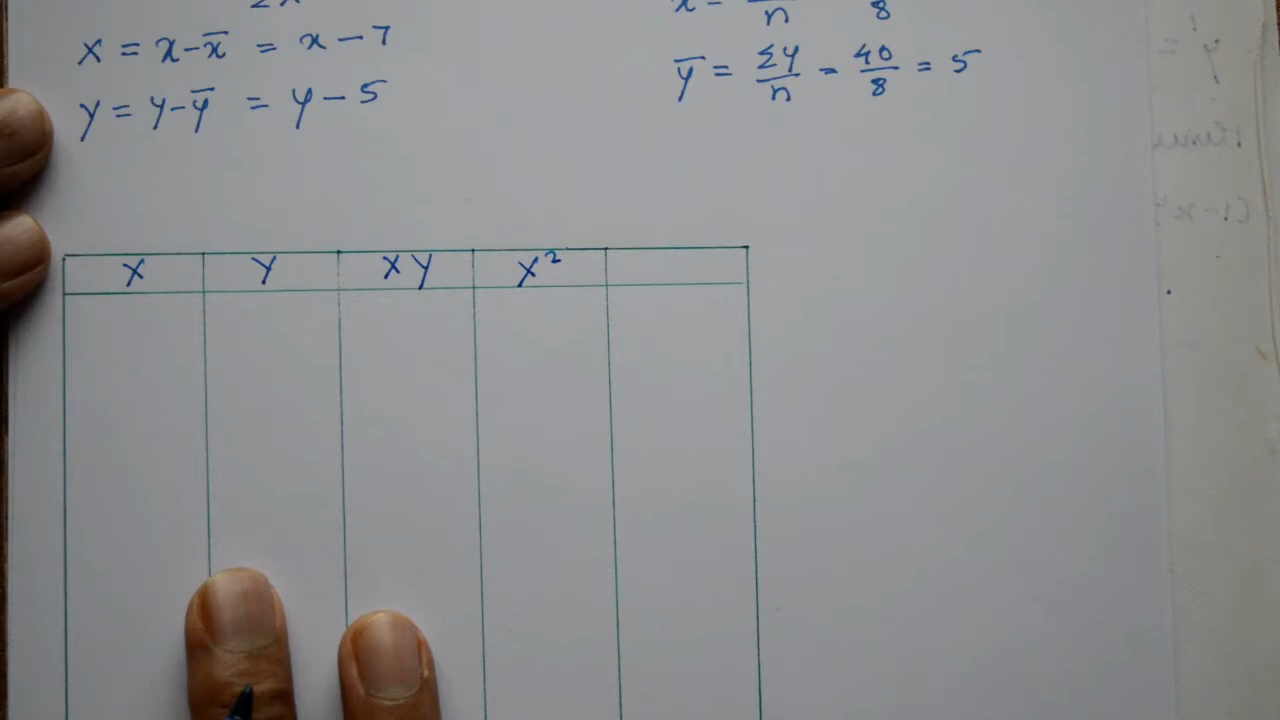 X = x - x̄ = x - 7
Y = y - ȳ = y - 5
ȳ = Σy/n = 40/8 = 5
X Y XY X²